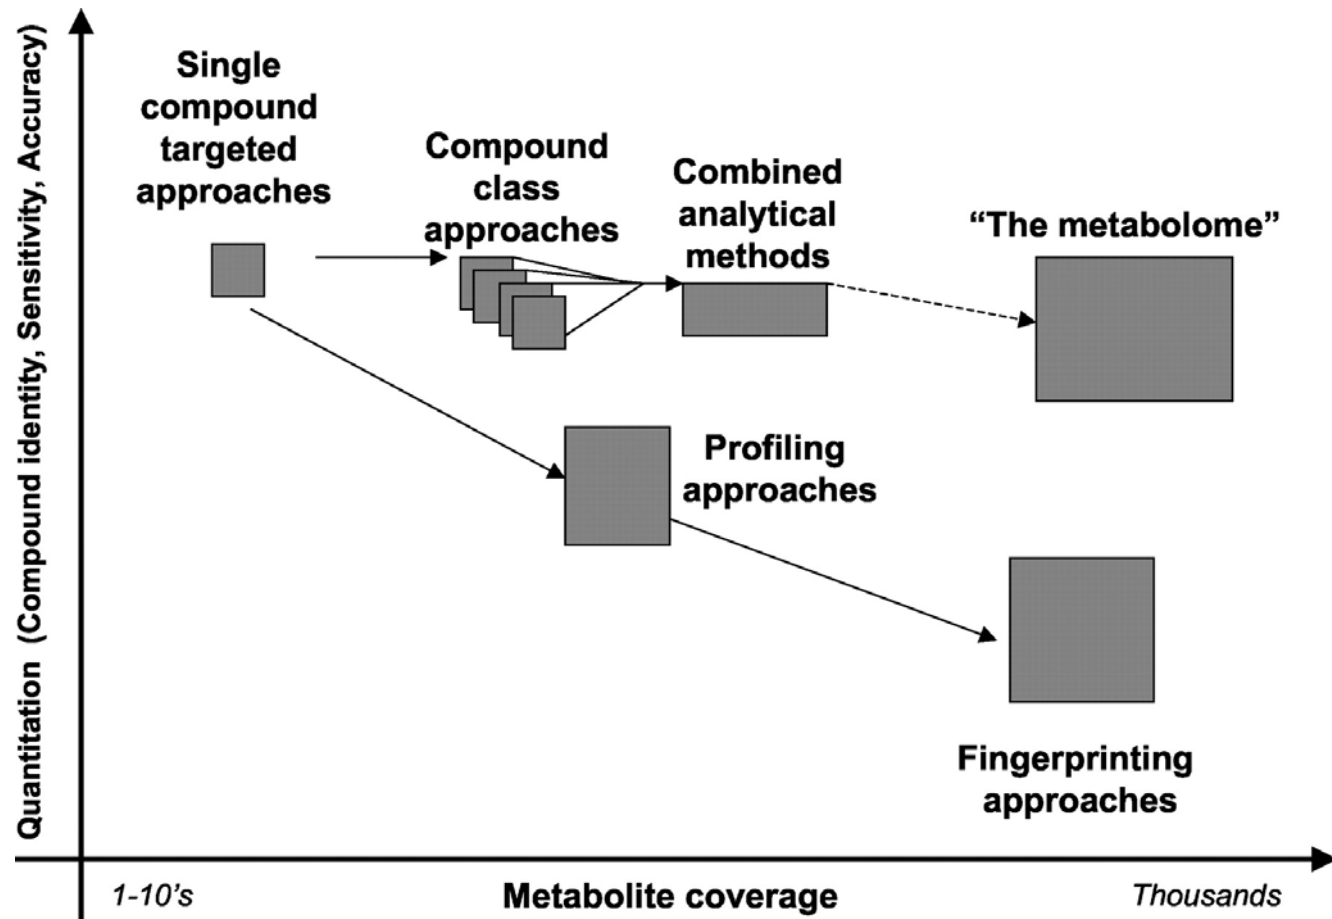 Quantitation (Compound identity, Sensitivity, Accuracy)
Single
compound
targeted
approaches
Compound
class
approaches
Combined
analytical
methods
“The metabolome”
Profiling
approaches
Fingerprinting
approaches
1-10's
Metabolite coverage
Thousands